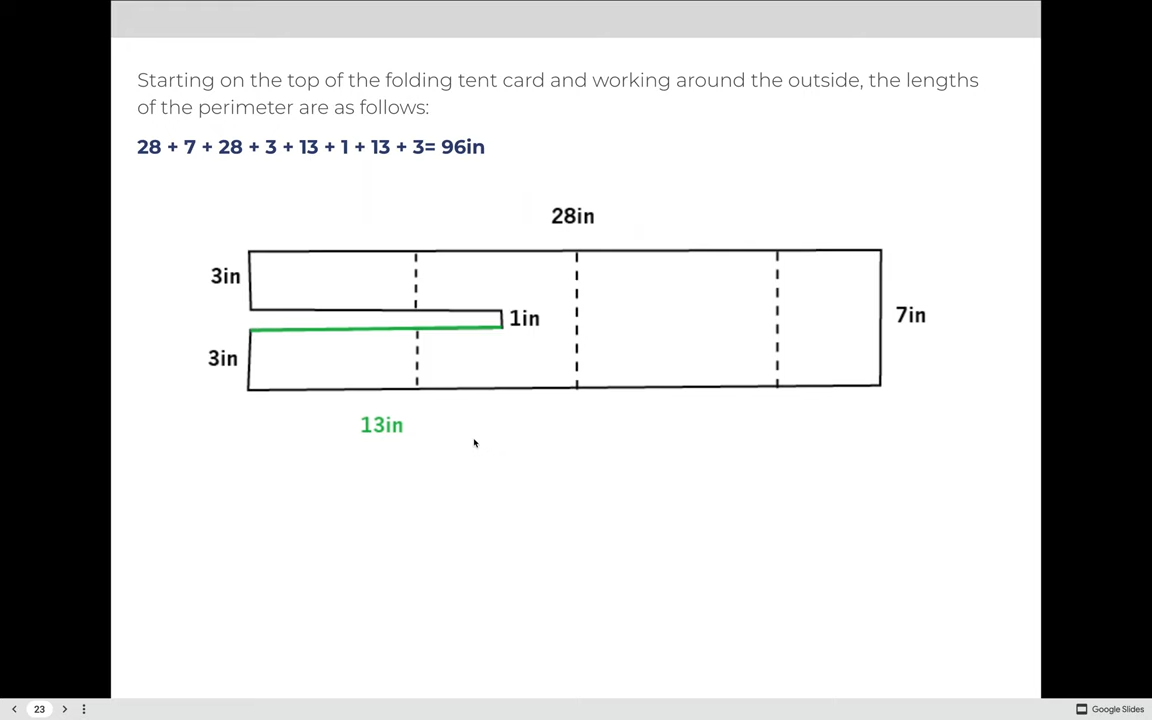 Starting on the top of the folding tent card and working around the outside, the lengths
of the perimeter are as follows:
28 + 7 + 28 + 3 + 13 + 1 + 13 + 3= 96in
28in
3in
1in
7in
3in
13in
23
Google Slides